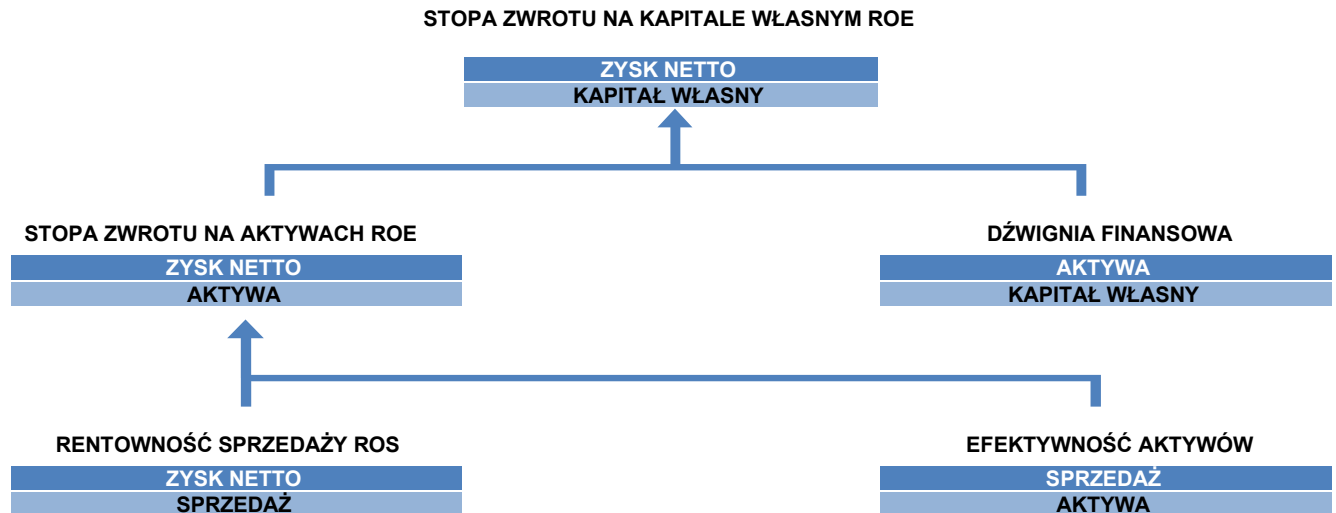 STOPA ZWROTU NA KAPITALE WŁASNYM ROE
ZYSK NETTO
KAPITAŁ WŁASNY
STOPA ZWROTU NA AKTYWACH ROE
ZYSK NETTO
AKTYWA
DŹWIGNIA FINANSOWA
AKTYWA
KAPITAŁ WŁASNY
RENTOWNOŚĆ SPRZEDAŻY ROS
ZYSK NETTO
SPRZEDAŻ
EFEKTYWNOŚĆ AKTYWÓW
SPRZEDAŻ
AKTYWA